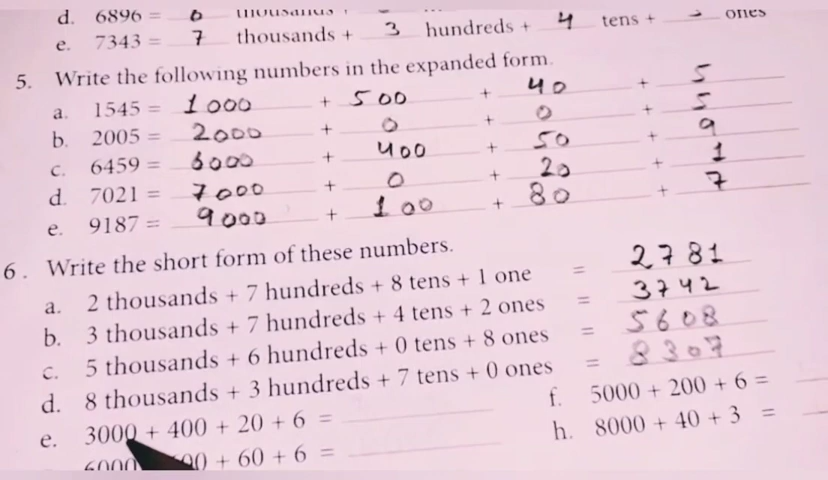 d. 6896 = 6 thousands +
e. 7343 = 7 thousands + 3 hundreds + 4 tens + ones
5. Write the following numbers in the expanded form.
a. 1545 = 1000 + 500 + 40 + 5
b. 2005 = 2000 + 0 + 0 + 5
c. 6459 = 6000 + 400 + 50 + 9
d. 7021 = 7000 + 0 + 20 + 1
e. 9187 = 9000 + 100 + 80 + 7
6. Write the short form of these numbers.
a. 2 thousands + 7 hundreds + 8 tens + 1 one = 2781
b. 3 thousands + 7 hundreds + 4 tens + 2 ones = 3742
c. 5 thousands + 6 hundreds + 0 tens + 8 ones = 5608
d. 8 thousands + 3 hundreds + 7 tens + 0 ones = 8307
e. 3000 + 400 + 20 + 6 = f. 5000 + 200 + 6 =
+ 60 + 6 = h. 8000 + 40 + 3 =